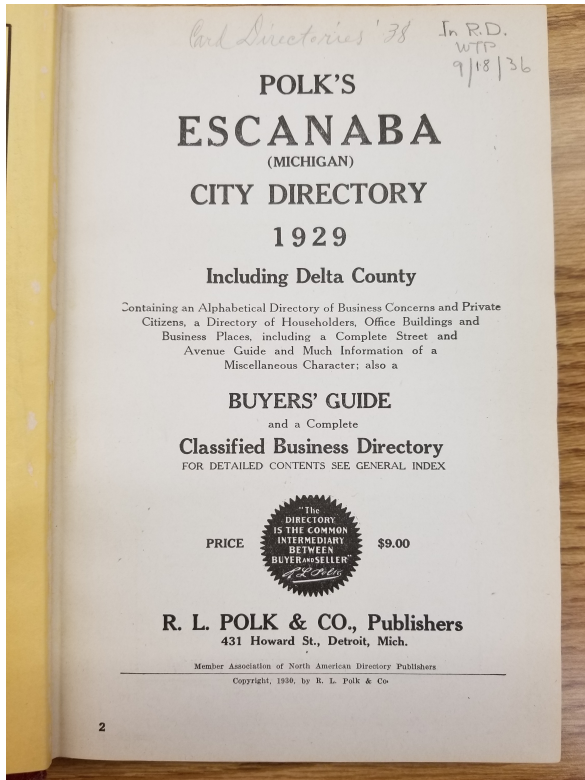 Card Directories '38
In R.D.
WTP
9/18/36
POLK'S
ESCANABA
(MICHIGAN)
CITY DIRECTORY
1929
Including Delta County
Containing an Alphabetical Directory of Business Concerns and Private
Citizens, a Directory of Householders, Office Buildings and
Business Places, including a Complete Street and
Avenue Guide and Much Information of a
Miscellaneous Character; also a
BUYERS' GUIDE
and a Complete
Classified Business Directory
FOR DETAILED CONTENTS SEE GENERAL INDEX
"The
DIRECTORY
IS THE COMMON
INTERMEDIARY
BETWEEN
BUYER AND SELLER"
R L Polk
PRICE $9.00
R. L. POLK & CO., Publishers
431 Howard St., Detroit, Mich.
Member Association of North American Directory Publishers
Copyright, 1930, by R. L. Polk & Co.
2